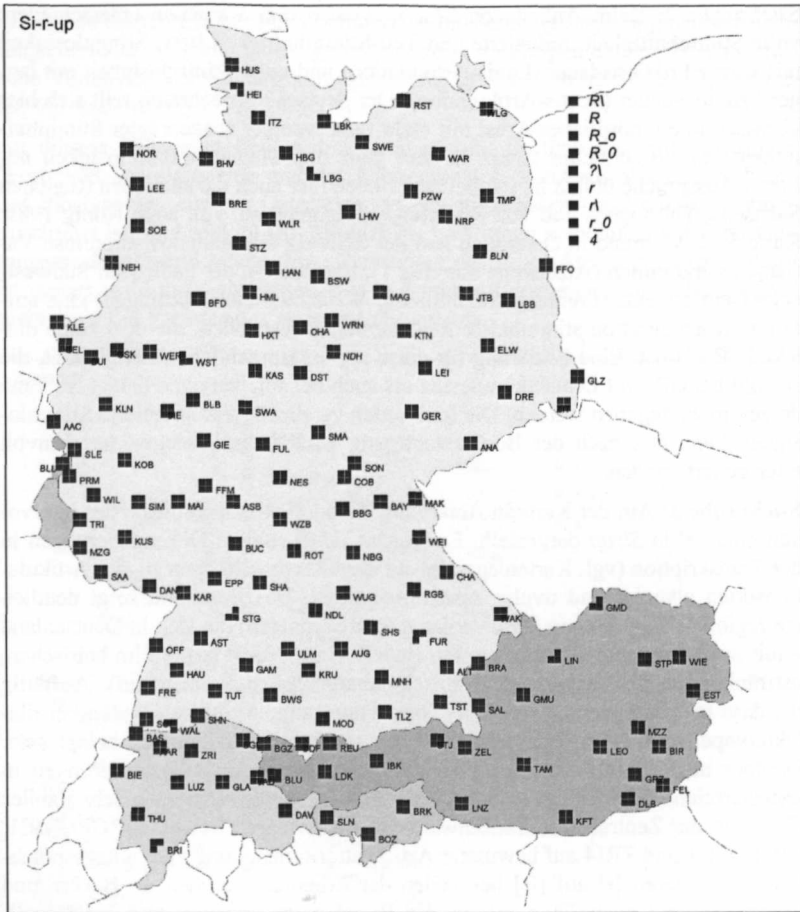 Si-r-up
R\
R
R_o
R_0
?\
r
r\
r_0
4
HUS
HEI
ITZ
LBK
RST
WLG
NOR
BHV
HBG
SWE
WAR
LBG
LEE
BRE
LHW
PZW
TMP
SOE
WLR
NRP
STZ
BLN
NEH
HAN
BSW
FFO
BFD
HML
MAG
JTB
LBB
KLE
HXT
OHA
WRN
KTN
SK
WER
WST
NDH
ELW
KAS
DST
LEI
GLZ
DRE
KLN
BLB
SWA
GER
AAC
SMA
GIE
FUL
ANA
SLE
KOB
SON
PRM
FFM
NES
COB
WIL
SIM
MAI
ASB
BAY
MAK
TRI
WZB
BBG
KUS
WEI
MZG
BUC
ROT
NBG
SAA
EPP
SHA
CHA
KAR
WUG
RGB
STG
NDL
GMD
WAK
AST
SHS
FUR
OFF
ULM
AUG
LIN
STP
WIE
HAU
GAM
KRU
AET
BRA
FRE
TUT
BWS
MNH
GMU
EST
TST
SAL
SHN
MOD
TLZ
BAS
WAL
MZZ
ZRI
BGZ
REU
ZEL
LEO
BIR
BIE
LUZ
GLA
BLU
LDK
IBK
TAM
GRZ
FEL
THU
DAV
SLN
BRK
LNZ
KFT
DLB
BRI
BOZ